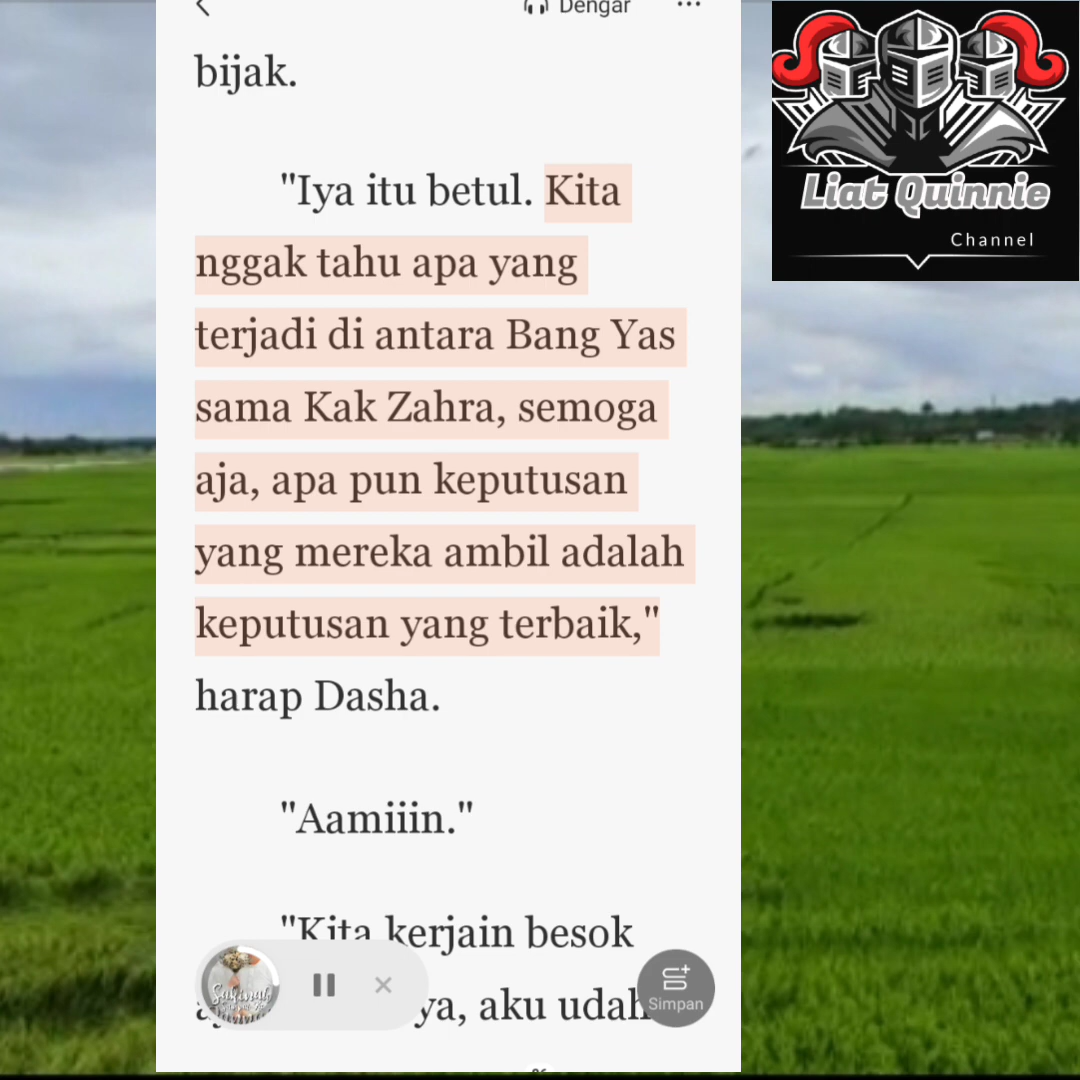 Dengar
bijak.
"Iya itu betul. Kita
nggak tahu apa yang
terjadi di antara Bang Yas
sama Kak Zahra, semoga
aja, apa pun keputusan
yang mereka ambil adalah
keputusan yang terbaik,"
harap Dasha.
"Aamiiin."
"Kita kerjain besok
ya, aku udah
Sakinah
Simpan
Liat Quinnie
Channel